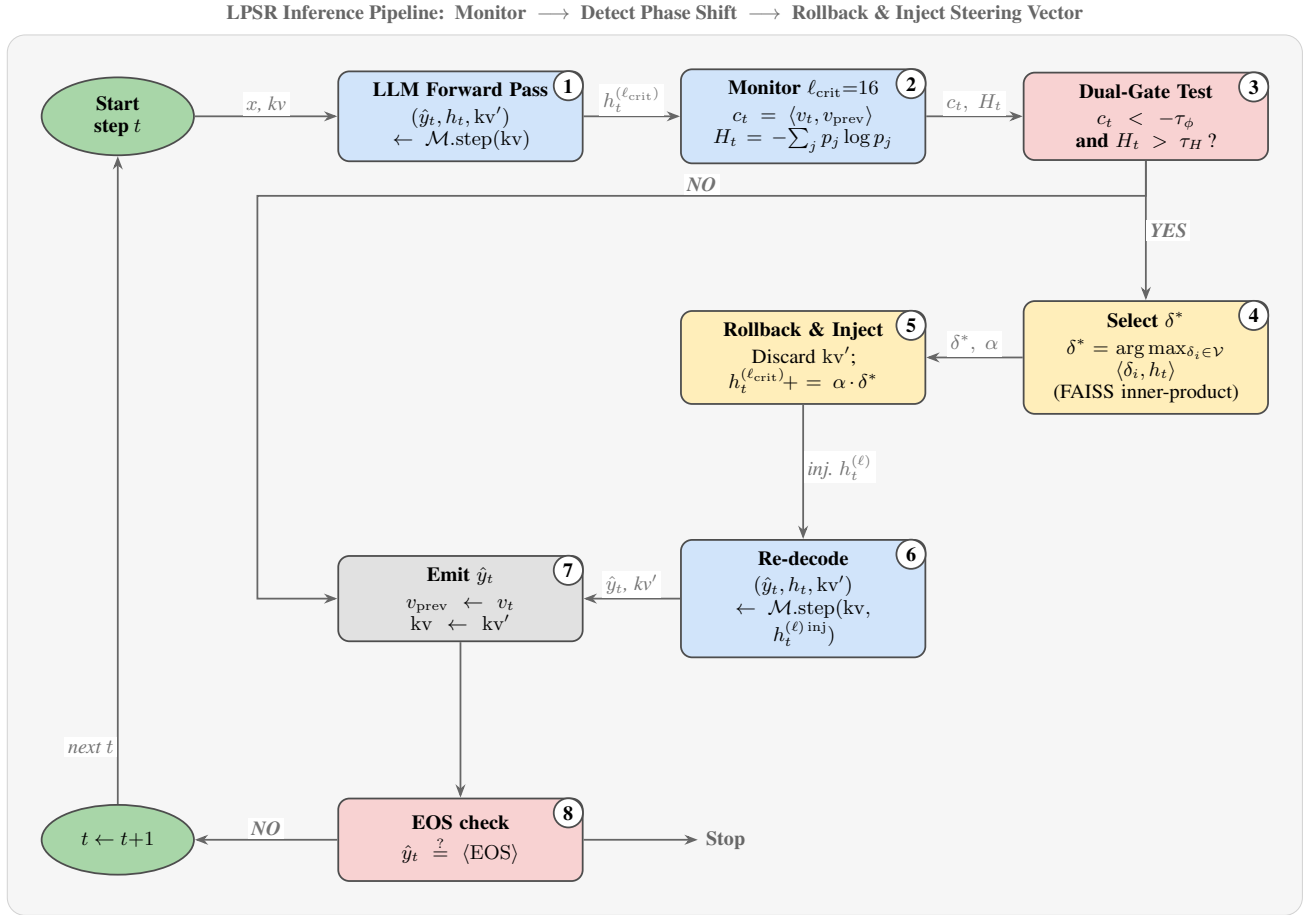 LPSR Inference Pipeline: Monitor ⟶ Detect Phase Shift ⟶ Rollback & Inject Steering Vector
Start
step t
x, kv
LLM Forward Pass
1
(ŷ_t, h_t, kv′)
← ℳ.step(kv)
h_t^{(ℓ_crit)}
Monitor ℓ_crit=16
2
c_t = ⟨v_t, v_prev⟩
H_t = −∑_j p_j log p_j
c_t, H_t
Dual-Gate Test
3
c_t < −τ_ϕ
and H_t > τ_H ?
NO
YES
Select δ*
4
δ* = arg max_{δ_i∈𝒱}
⟨δ_i, h_t⟩
(FAISS inner-product)
δ*, α
Rollback & Inject
5
Discard kv′;
h_t^{(ℓ_crit)}+ = α · δ*
inj. h_t^{(ℓ)}
Re-decode
6
(ŷ_t, h_t, kv′)
← ℳ.step(kv,
h_t^{(ℓ) inj})
ŷ_t, kv′
Emit ŷ_t
7
v_prev ← v_t
kv ← kv′
next t
EOS check
8
ŷ_t ≟ ⟨EOS⟩
NO
t ← t+1
Stop